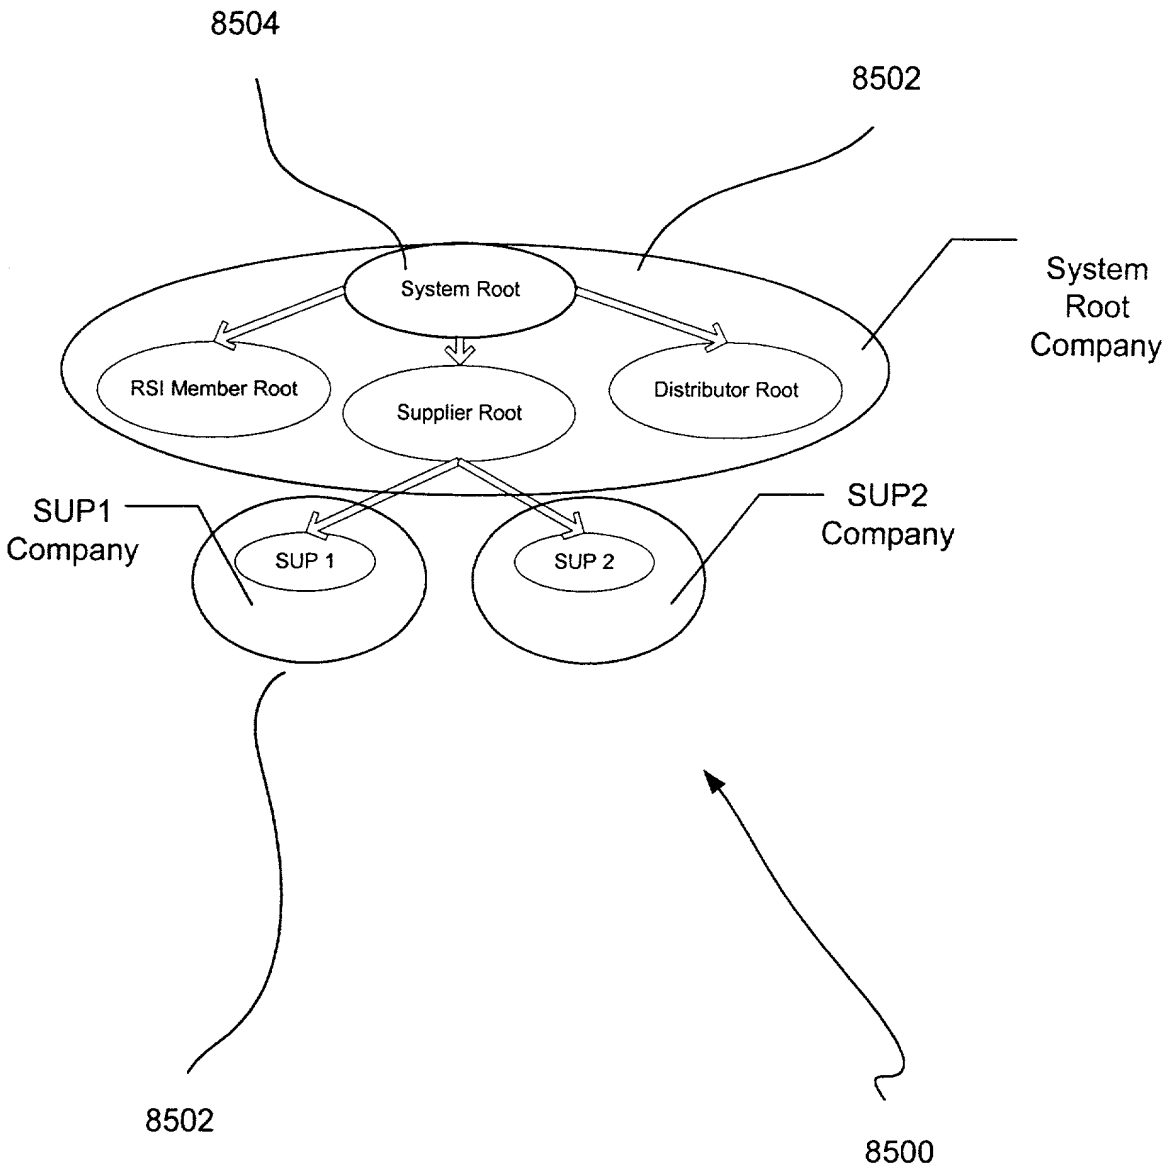 8504
8502
System Root
System
Root
Company
RSI Member Root
Supplier Root
Distributor Root
SUP1
Company
SUP2
Company
SUP 1
SUP 2
8502
8500